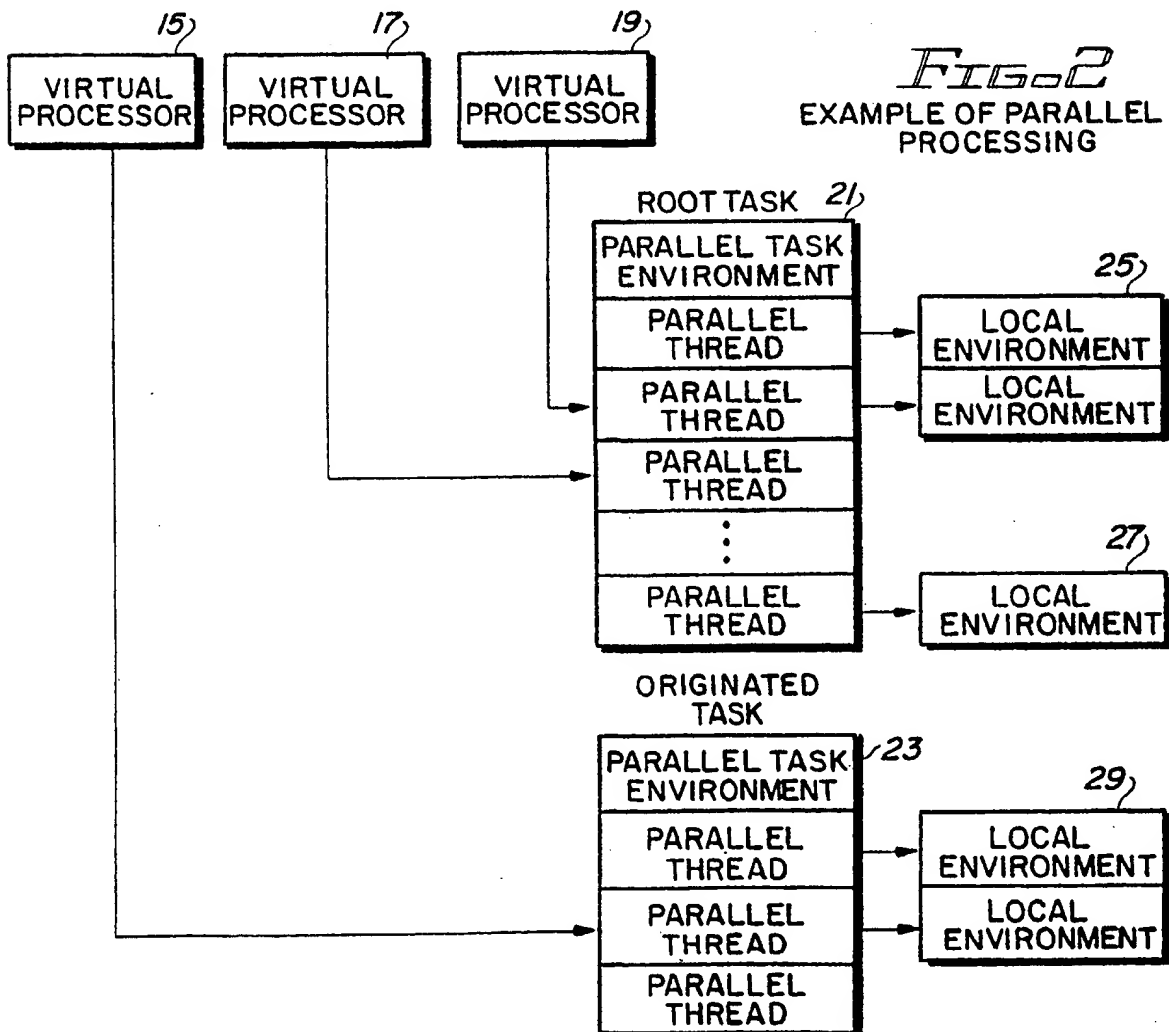 15
17
19
VIRTUAL
PROCESSOR
VIRTUAL
PROCESSOR
VIRTUAL
PROCESSOR
FIG. 2
EXAMPLE OF PARALLEL
PROCESSING
ROOT TASK
21
PARALLEL TASK
ENVIRONMENT
PARALLEL
THREAD
PARALLEL
THREAD
PARALLEL
THREAD
PARALLEL
THREAD
25
LOCAL
ENVIRONMENT
LOCAL
ENVIRONMENT
27
LOCAL
ENVIRONMENT
ORIGINATED
TASK
23
PARALLEL TASK
ENVIRONMENT
PARALLEL
THREAD
PARALLEL
THREAD
PARALLEL
THREAD
29
LOCAL
ENVIRONMENT
LOCAL
ENVIRONMENT